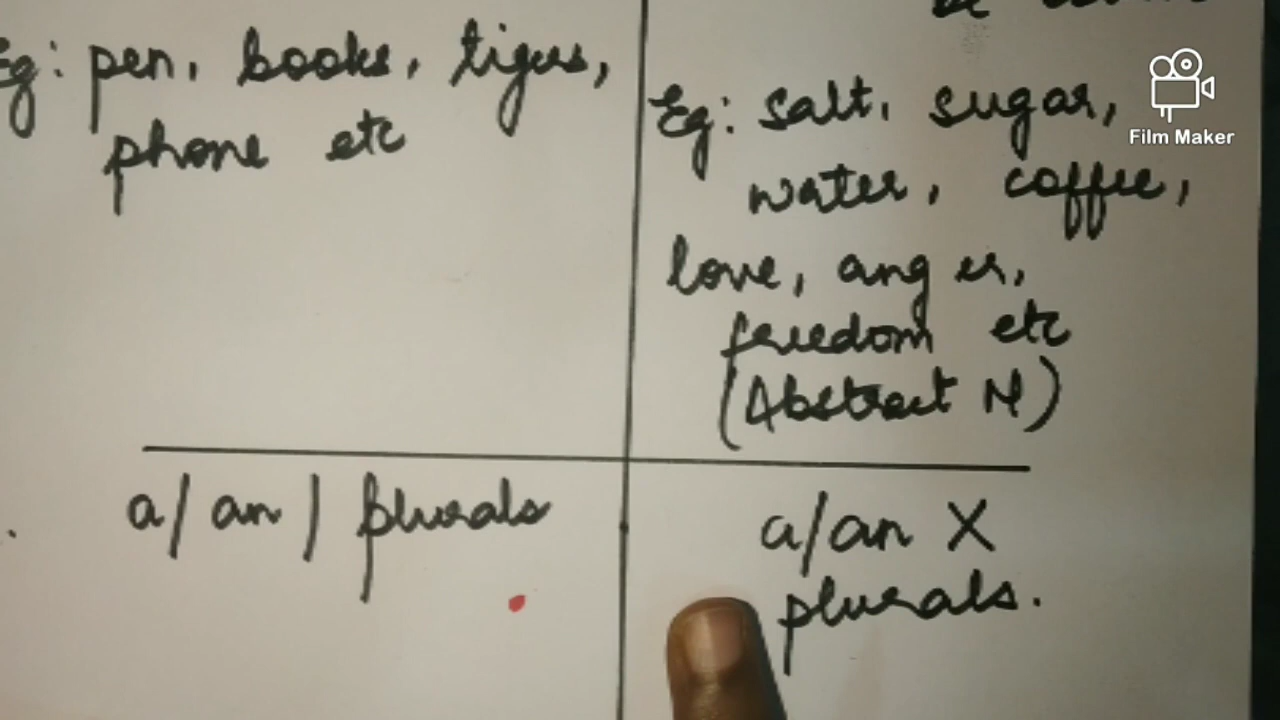 Eg: pen, books, tigers,
phone etc
a/ an / plurals
Eg: salt, sugar,
water, coffee,
love, anger,
freedom etc
(Abstract N)
a/an X
plurals.
Film Maker